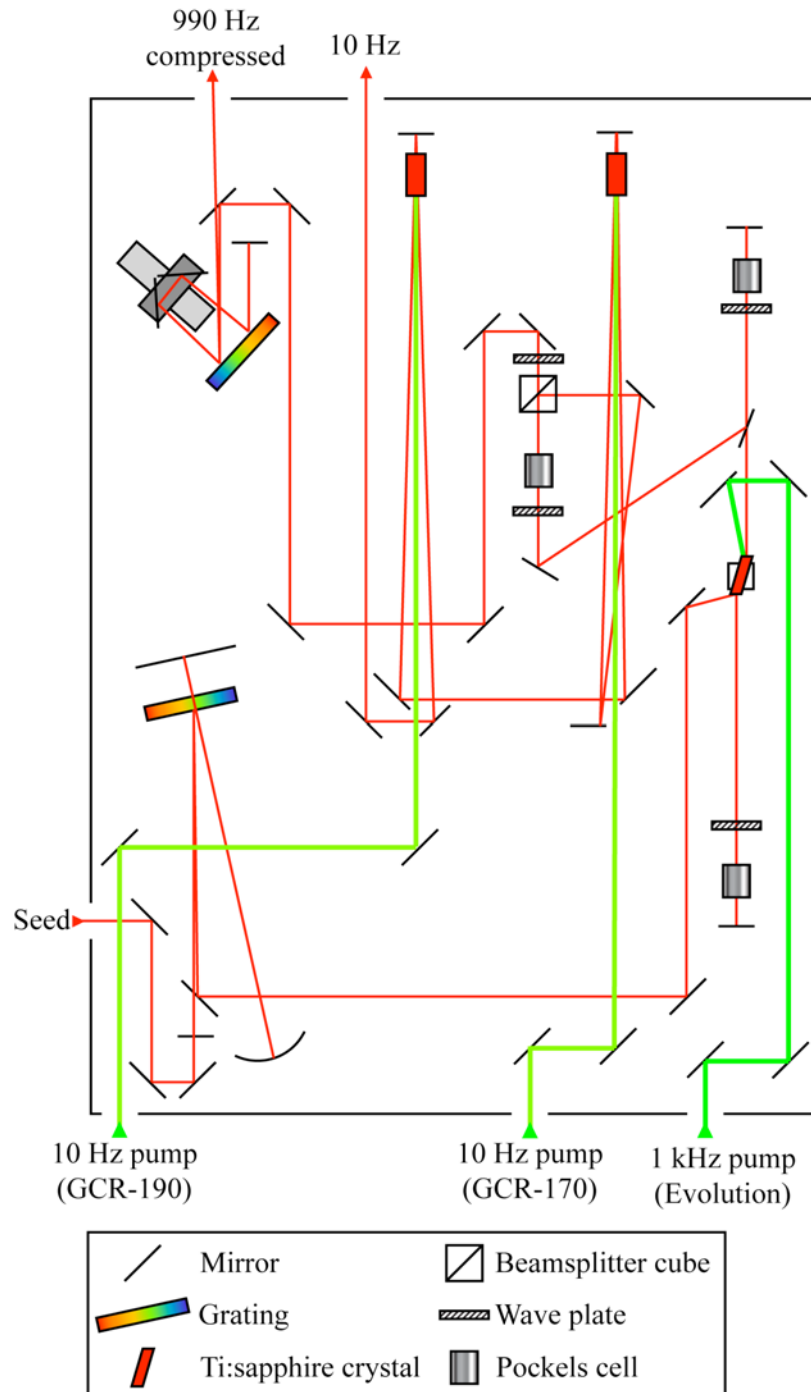 990 Hz
compressed
10 Hz
Seed
10 Hz pump
(GCR-190)
10 Hz pump
(GCR-170)
1 kHz pump
(Evolution)
Mirror
Beamsplitter cube
Grating
Wave plate
Ti:sapphire crystal
Pockels cell